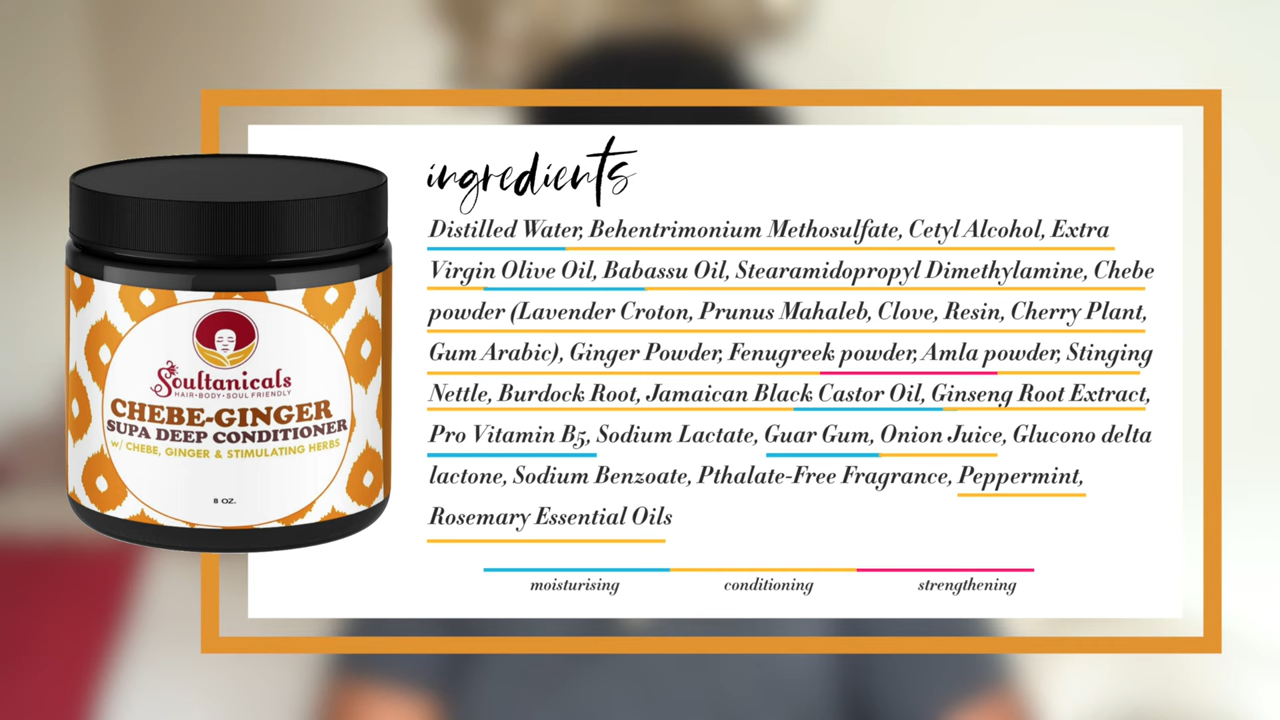 ingredients
Distilled Water, Behentrimonium Methosulfate, Cetyl Alcohol, Extra
Virgin Olive Oil, Babassu Oil, Stearamidopropyl Dimethylamine, Chebe
powder (Lavender Croton, Prunus Mahaleb, Clove, Resin, Cherry Plant,
Gum Arabic), Ginger Powder, Fenugreek powder, Amla powder, Stinging
Nettle, Burdock Root, Jamaican Black Castor Oil, Ginseng Root Extract,
Pro Vitamin B5, Sodium Lactate, Guar Gum, Onion Juice, Glucono delta
lactone, Sodium Benzoate, Pthalate-Free Fragrance, Peppermint,
Rosemary Essential Oils
moisturising conditioning strengthening
Soultanicals
HAIR•BODY•SOUL FRIENDLY
CHEBE-GINGER
SUPA DEEP CONDITIONER
w/ CHEBE, GINGER & STIMULATING HERBS
8 OZ.